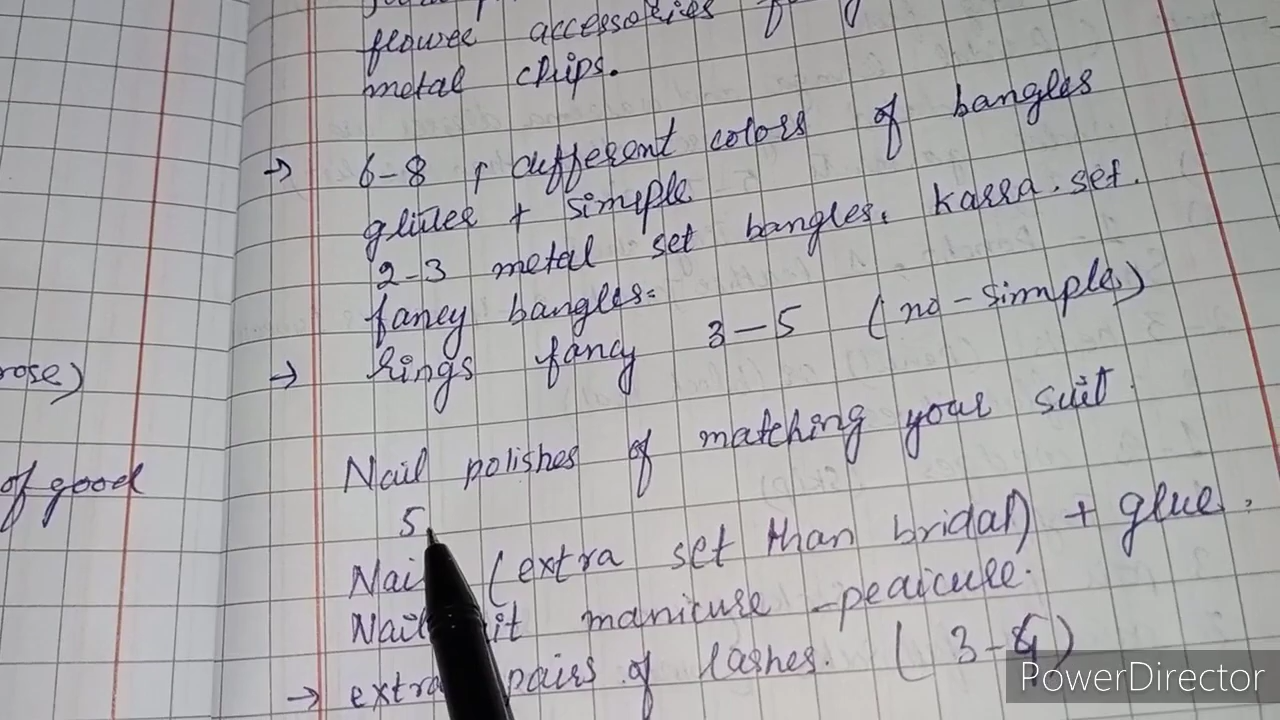 flower accessories
metal clips.
→ 6-8 , different colors of bangles
glitter + simple
2-3 metal set bangles. Karra.set.
fancy bangles.
→ Rings fancy 3-5 (no-simple)
rose)
Nail polishes of matching your suit.
of good
5
Nail (extra set than bridal) + glue.
Nail kit manicure -pedicure.
→ extra pairs of lashes. ( 3-4)
PowerDirector